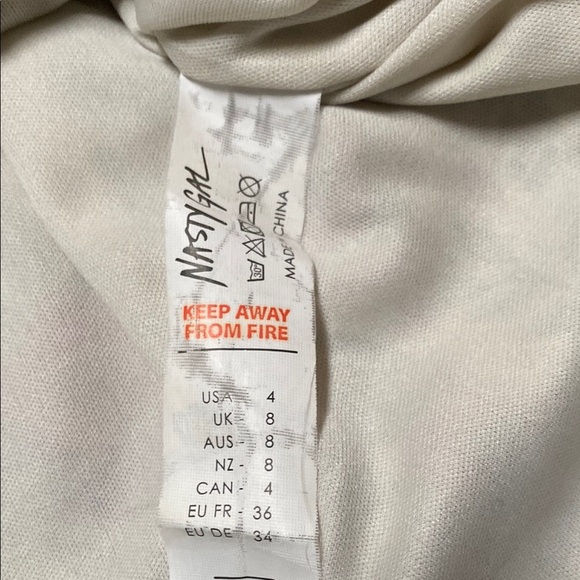 NASTYGAL
30°
MADE CHINA
KEEP AWAY
FROM FIRE
USA 4
UK - 8
AUS - 8
NZ - 8
CAN - 4
EU FR - 36
EU DE 34